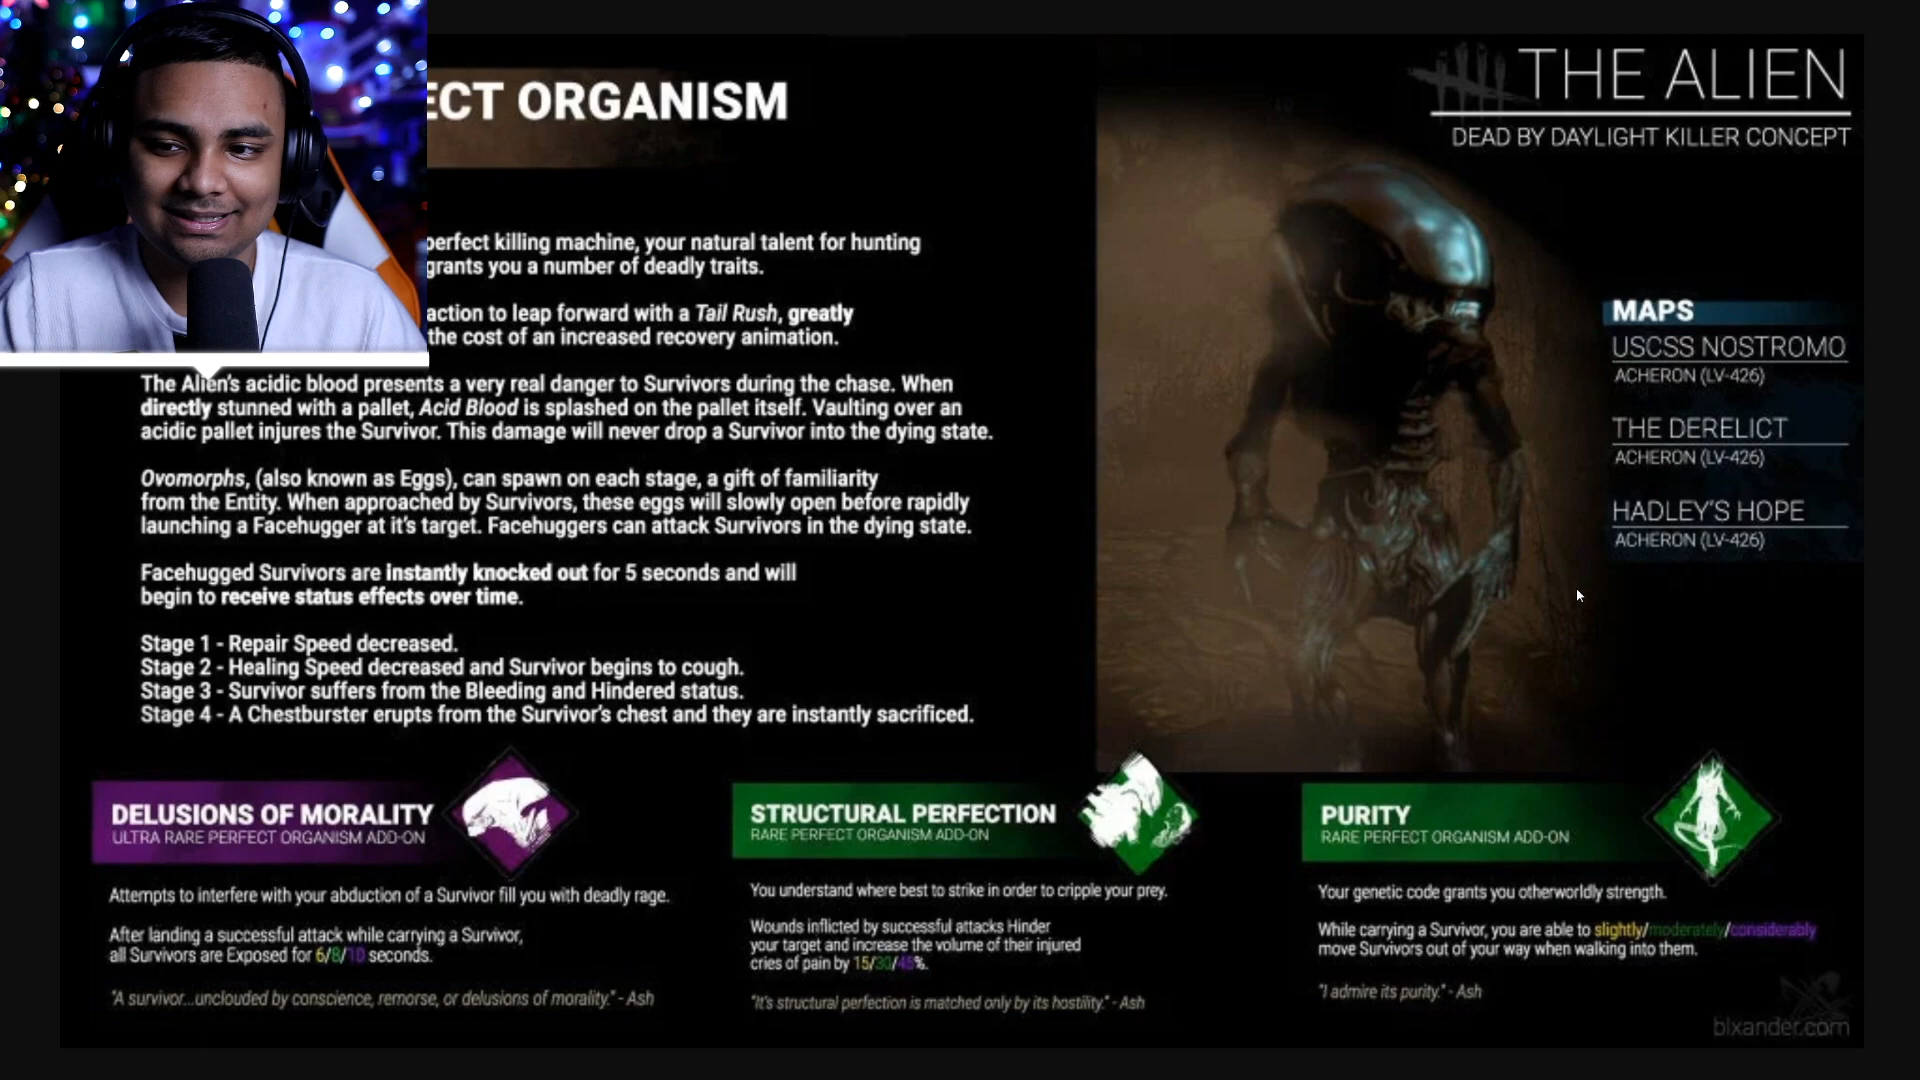 ECT ORGANISM
THE ALIEN
DEAD BY DAYLIGHT KILLER CONCEPT
perfect killing machine, your natural talent for hunting
grants you a number of deadly traits.
action to leap forward with a Tail Rush, greatly
the cost of an increased recovery animation.
The Alien's acidic blood presents a very real danger to Survivors during the chase. When
directly stunned with a pallet, Acid Blood is splashed on the pallet itself. Vaulting over an
acidic pallet injures the Survivor. This damage will never drop a Survivor into the dying state.
Ovomorphs, (also known as Eggs), can spawn on each stage, a gift of familiarity
from the Entity. When approached by Survivors, these eggs will slowly open before rapidly
launching a Facehugger at it's target. Facehuggers can attack Survivors in the dying state.
Facehugged Survivors are instantly knocked out for 5 seconds and will
begin to receive status effects over time.
Stage 1 - Repair Speed decreased.
Stage 2 - Healing Speed decreased and Survivor begins to cough.
Stage 3 - Survivor suffers from the Bleeding and Hindered status.
Stage 4 - A Chestburster erupts from the Survivor's chest and they are instantly sacrificed.
MAPS
USCSS NOSTROMO
ACHERON (LV-426)
THE DERELICT
ACHERON (LV-426)
HADLEY'S HOPE
ACHERON (LV-426)
DELUSIONS OF MORALITY
ULTRA RARE PERFECT ORGANISM ADD-ON
Attempts to interfere with your abduction of a Survivor fill you with deadly rage.
After landing a successful attack while carrying a Survivor,
all Survivors are Exposed for 6/8/10 seconds.
"A survivor...unclouded by conscience, remorse, or delusions of morality." - Ash
STRUCTURAL PERFECTION
RARE PERFECT ORGANISM ADD-ON
You understand where best to strike in order to cripple your prey.
Wounds inflicted by successful attacks Hinder
your target and increase the volume of their injured
cries of pain by 15/30/45%.
"It's structural perfection is matched only by its hostility." - Ash
PURITY
RARE PERFECT ORGANISM ADD-ON
Your genetic code grants you otherworldly strength.
While carrying a Survivor, you are able to slightly/moderately/considerably
move Survivors out of your way when walking into them.
"I admire its purity." - Ash
blxander.com